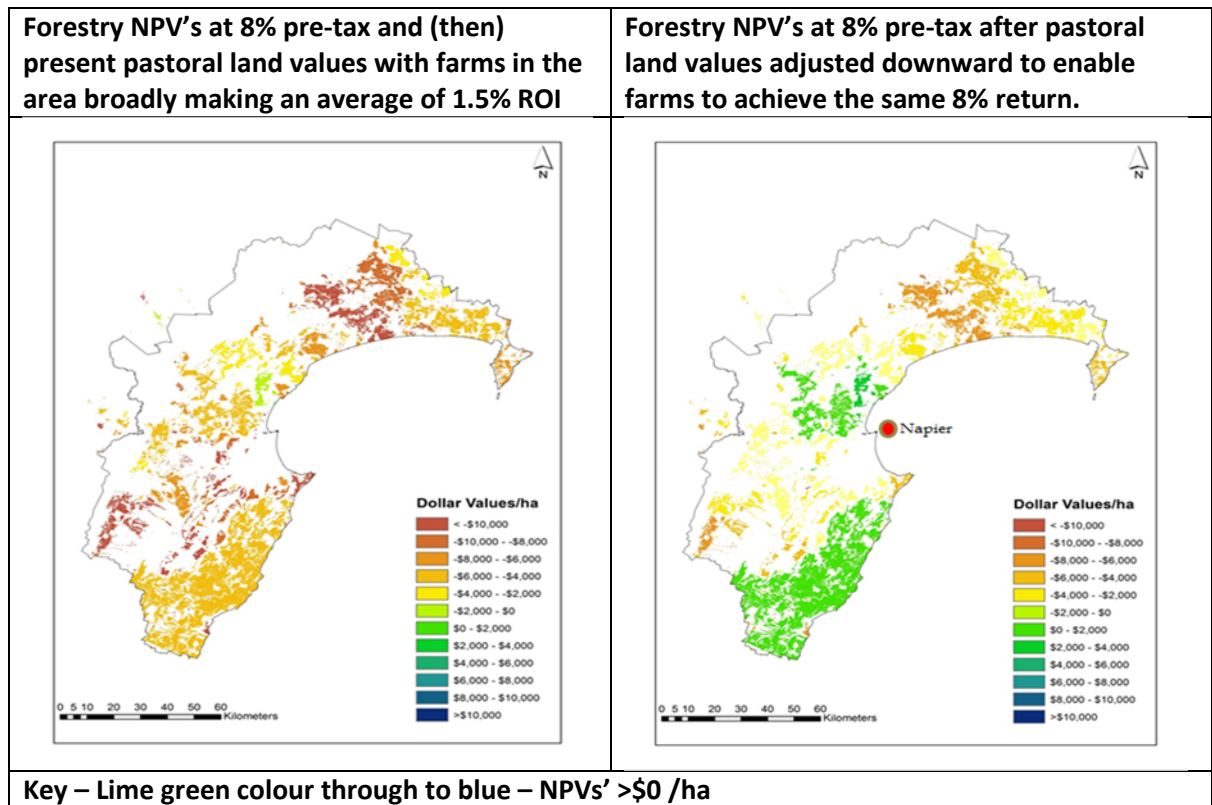 Forestry NPV's at 8% pre-tax and (then)
present pastoral land values with farms in the
area broadly making an average of 1.5% ROI
Forestry NPV's at 8% pre-tax after pastoral
land values adjusted downward to enable
farms to achieve the same 8% return.
N
Dollar Values/ha
< -$10,000
-$10,000 - -$8,000
-$8,000 - -$6,000
-$6,000 - -$4,000
-$4,000 - -$2,000
-$2,000 - $0
$0 - $2,000
$2,000 - $4,000
$4,000 - $6,000
$6,000 - $8,000
$8,000 - $10,000
>$10,000
0 5 10 20 30 40 50 60
Kilometers
N
Napier
Dollar Values/ha
< -$10,000
-$10,000 - -$8,000
-$8,000 - -$6,000
-$6,000 - -$4,000
-$4,000 - -$2,000
-$2,000 - $0
$0 - $2,000
$2,000 - $4,000
$4,000 - $6,000
$6,000 - $8,000
$8,000 - $10,000
>$10,000
0 5 10 20 30 40 50 60
Kilometers
Key – Lime green colour through to blue – NPVs' >$0 /ha